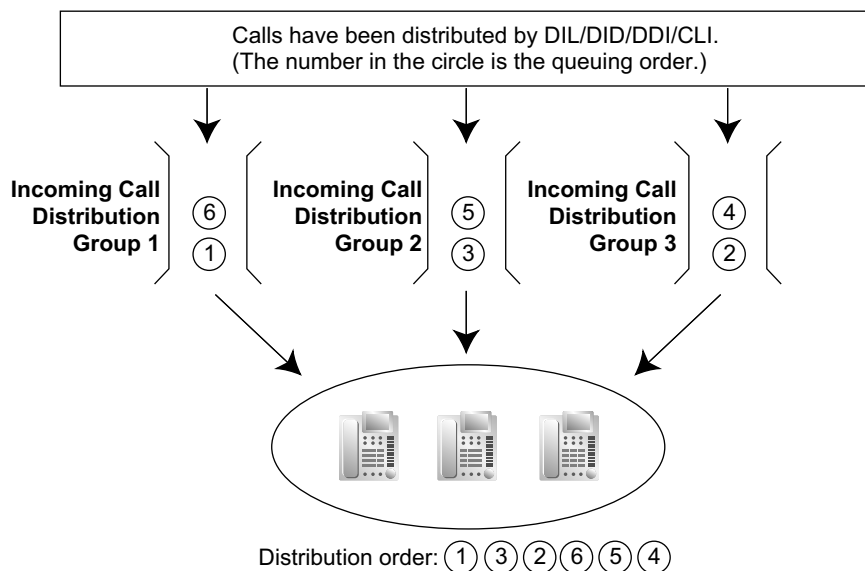 Calls have been distributed by DIL/DID/DDI/CLI.
(The number in the circle is the queuing order.)
Incoming Call
Distribution
Group 1
6
1
Incoming Call
Distribution
Group 2
5
3
Incoming Call
Distribution
Group 3
4
2
Distribution order: 1 3 2 6 5 4